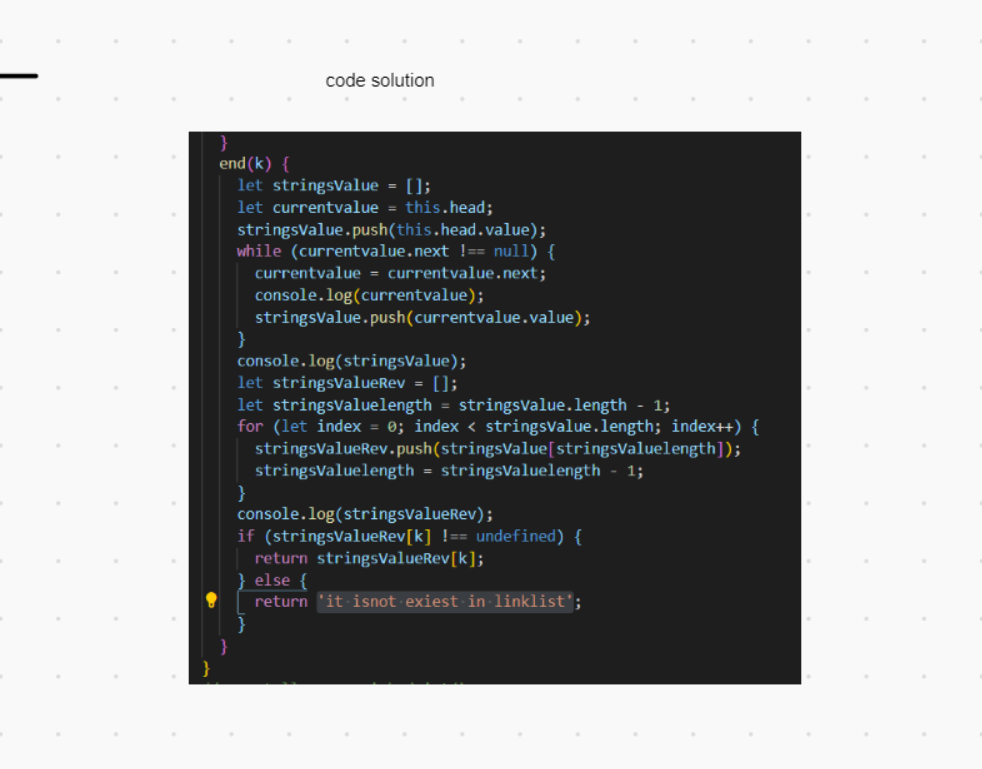 code solution
}
end(k) {
let stringsValue = [];
let currentvalue = this.head;
stringsValue.push(this.head.value);
while (currentvalue.next !== null) {
currentvalue = currentvalue.next;
console.log(currentvalue);
stringsValue.push(currentvalue.value);
}
console.log(stringsValue);
let stringsValueRev = [];
let stringsValuelength = stringsValue.length - 1;
for (let index = 0; index < stringsValue.length; index++) {
stringsValueRev.push(stringsValue[stringsValuelength]);
stringsValuelength = stringsValuelength - 1;
}
console.log(stringsValueRev);
if (stringsValueRev[k] !== undefined) {
return stringsValueRev[k];
} else {
return 'it isnot exiest in linklist';
}
}
}